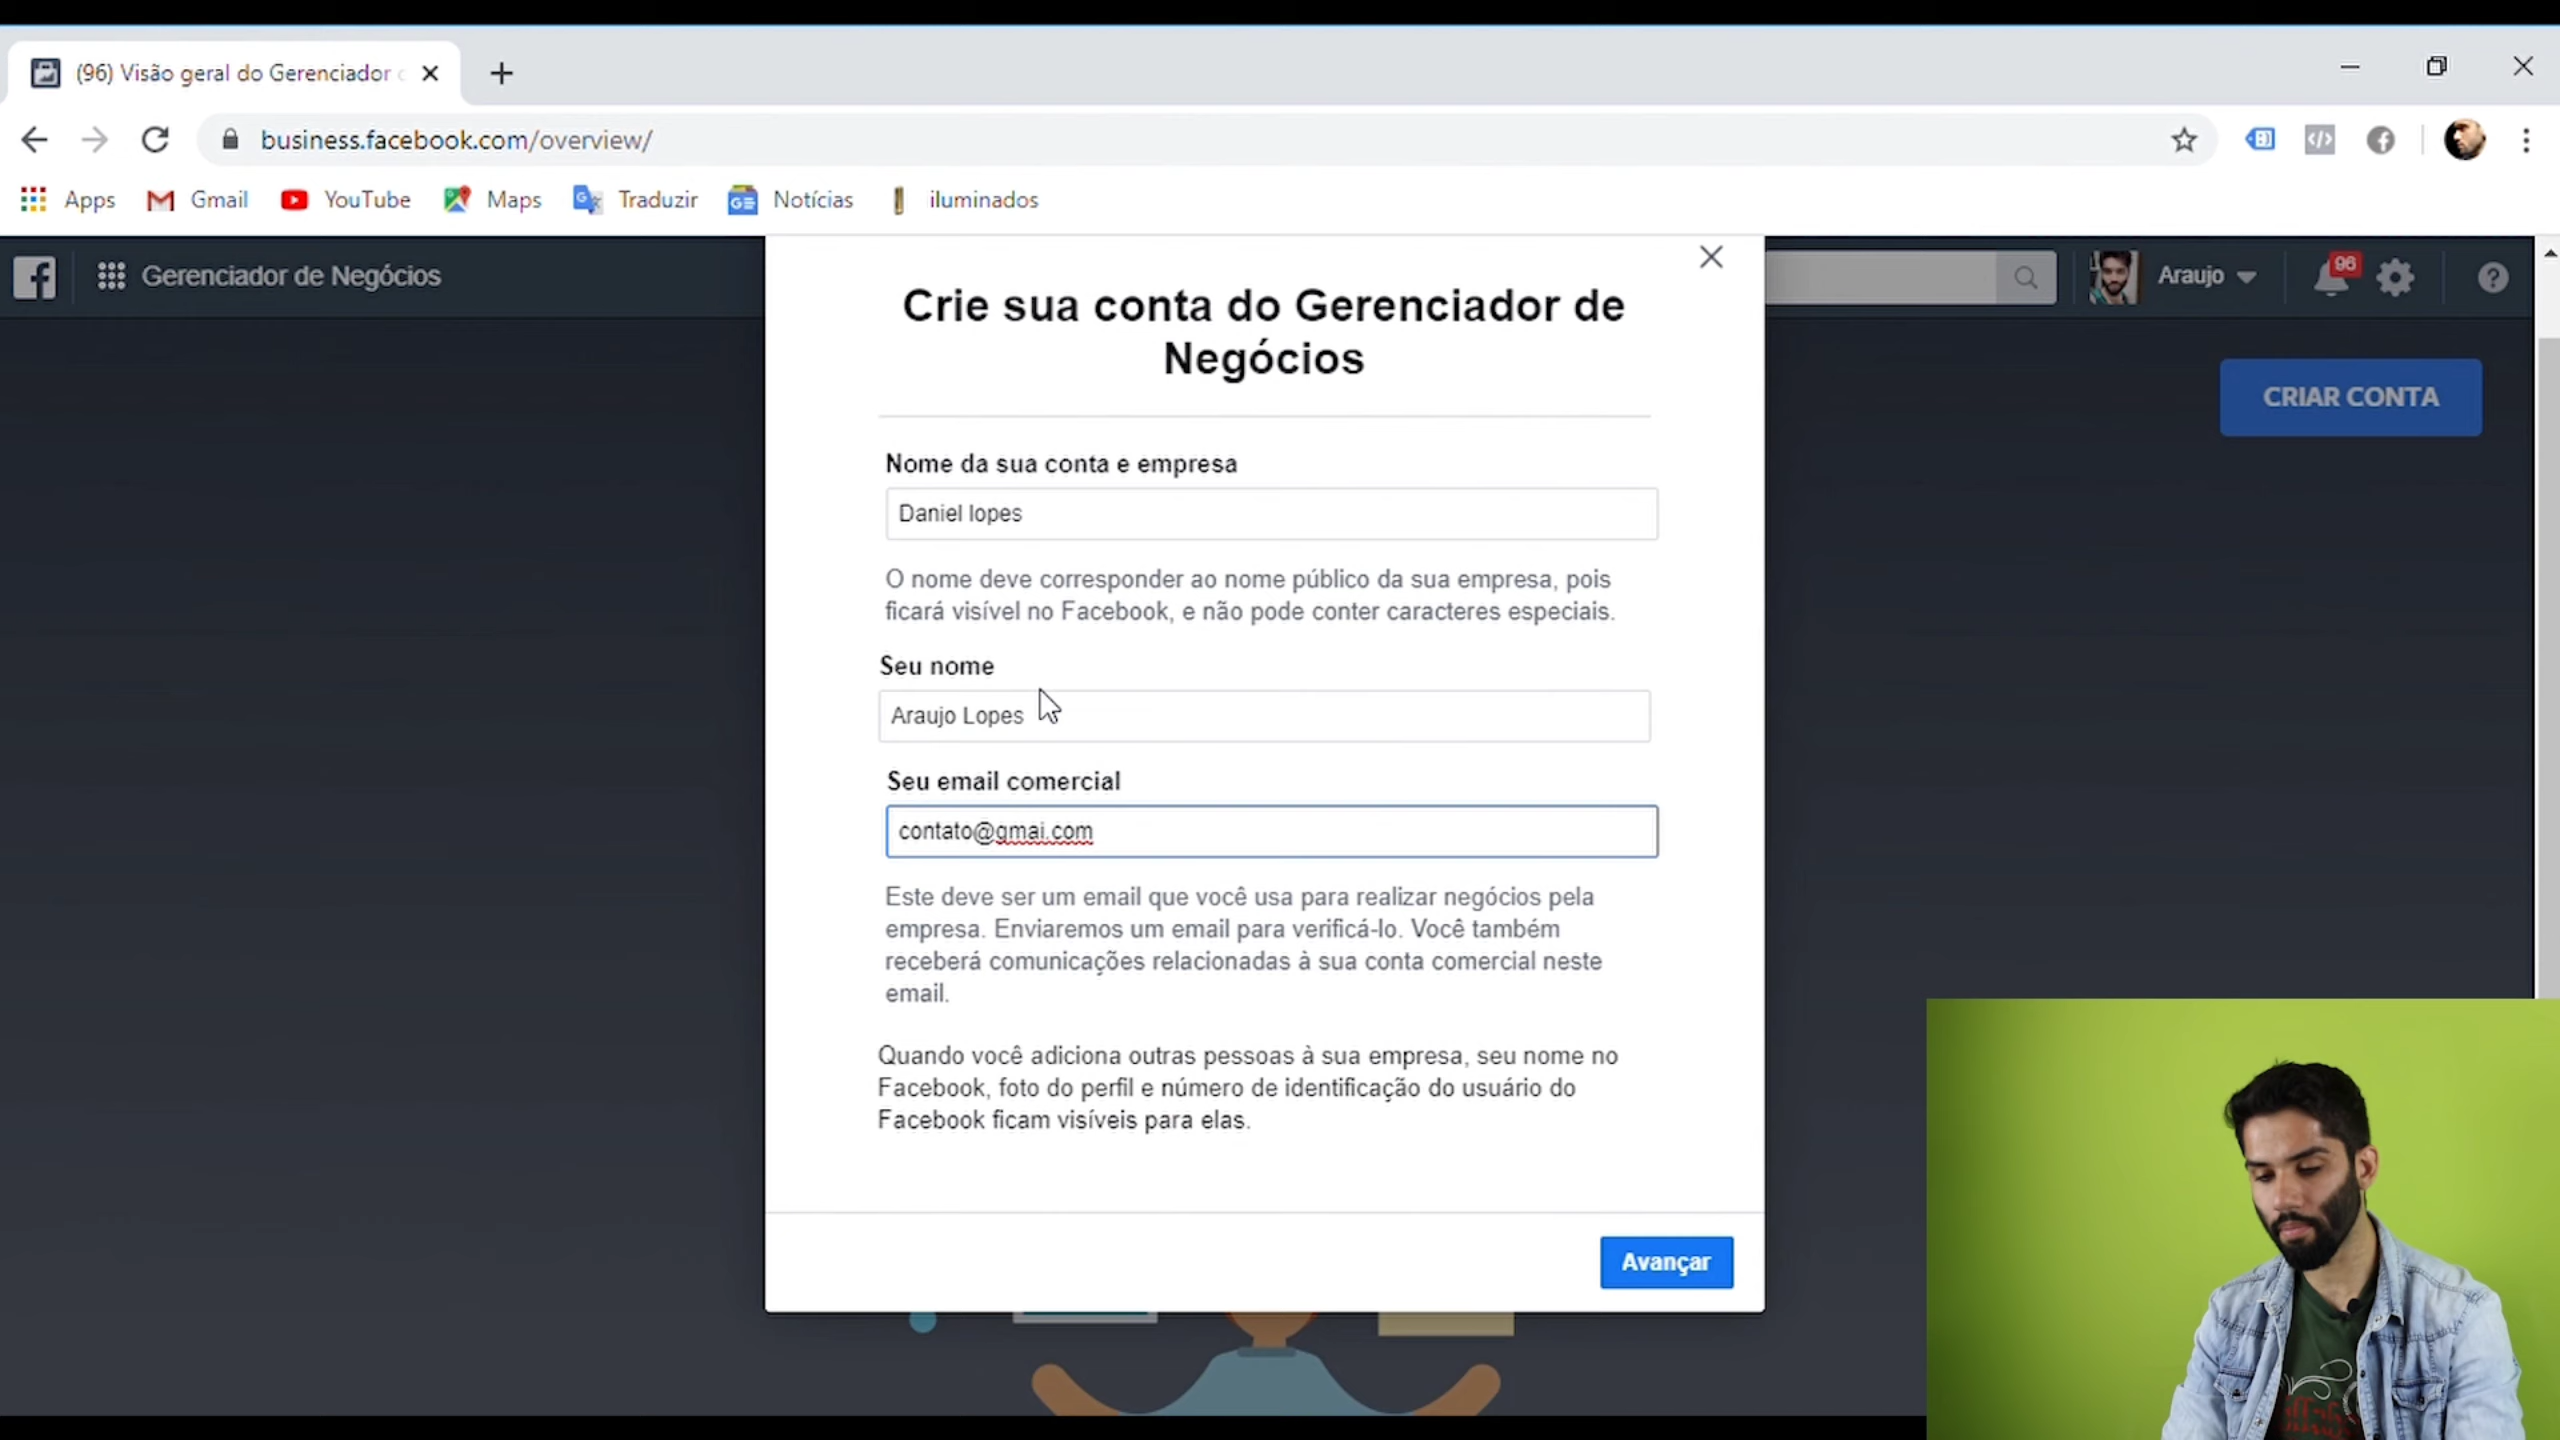 (96) Visão geral do Gerenciador
business.facebook.com/overview/
Apps Gmail YouTube Maps Traduzir Notícias iluminados
Gerenciador de Negócios
Araujo
96
CRIAR CONTA
Crie sua conta do Gerenciador de
Negócios
Nome da sua conta e empresa
Daniel lopes
O nome deve corresponder ao nome público da sua empresa, pois
ficará visível no Facebook, e não pode conter caracteres especiais.
Seu nome
Araujo Lopes
Seu email comercial
contato@gmai.com
Este deve ser um email que você usa para realizar negócios pela
empresa. Enviaremos um email para verificá-lo. Você também
receberá comunicações relacionadas à sua conta comercial neste
email.
Quando você adiciona outras pessoas à sua empresa, seu nome no
Facebook, foto do perfil e número de identificação do usuário do
Facebook ficam visíveis para elas.
Avançar